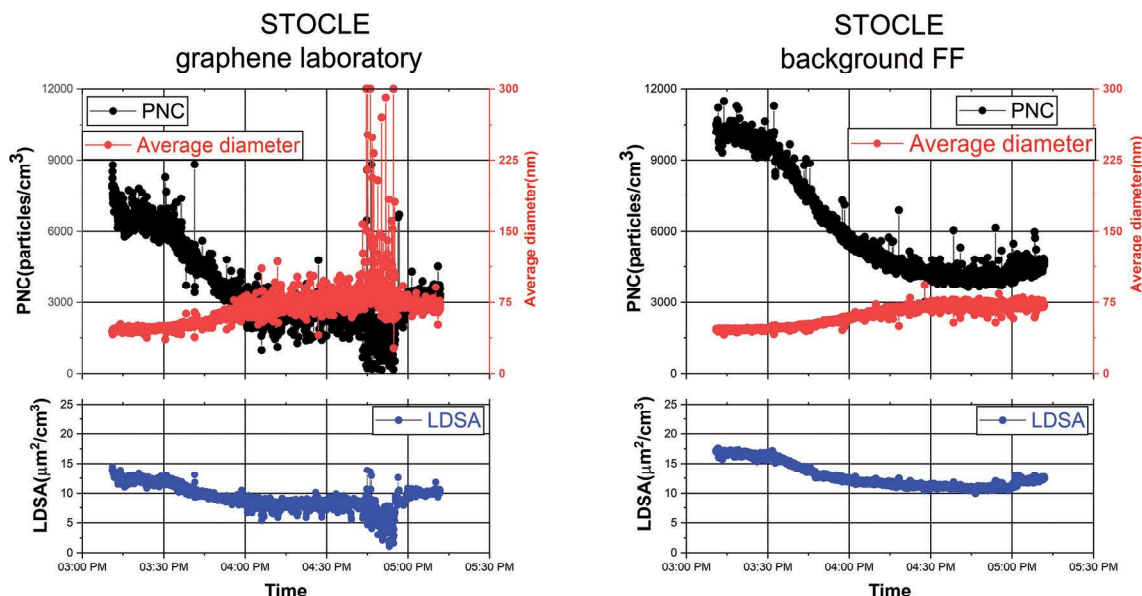 STOCLE
graphene laboratory
12000
9000
6000
3000
0
PNC(particles/cm³)
PNC
Average diameter
300
225
150
75
0
Average diameter(nm)
25
20
15
10
5
0
LDSA(µm²/cm³)
LDSA
03:00 PM 03:30 PM 04:00 PM 04:30 PM 05:00 PM 05:30 PM
Time
STOCLE
background FF
12000
9000
6000
3000
0
PNC(particles/cm³)
PNC
Average diameter
300
225
150
75
0
Average diameter(nm)
25
20
15
10
5
0
LDSA(µm²/cm³)
LDSA
03:00 PM 03:30 PM 04:00 PM 04:30 PM 05:00 PM 05:30 PM
Time